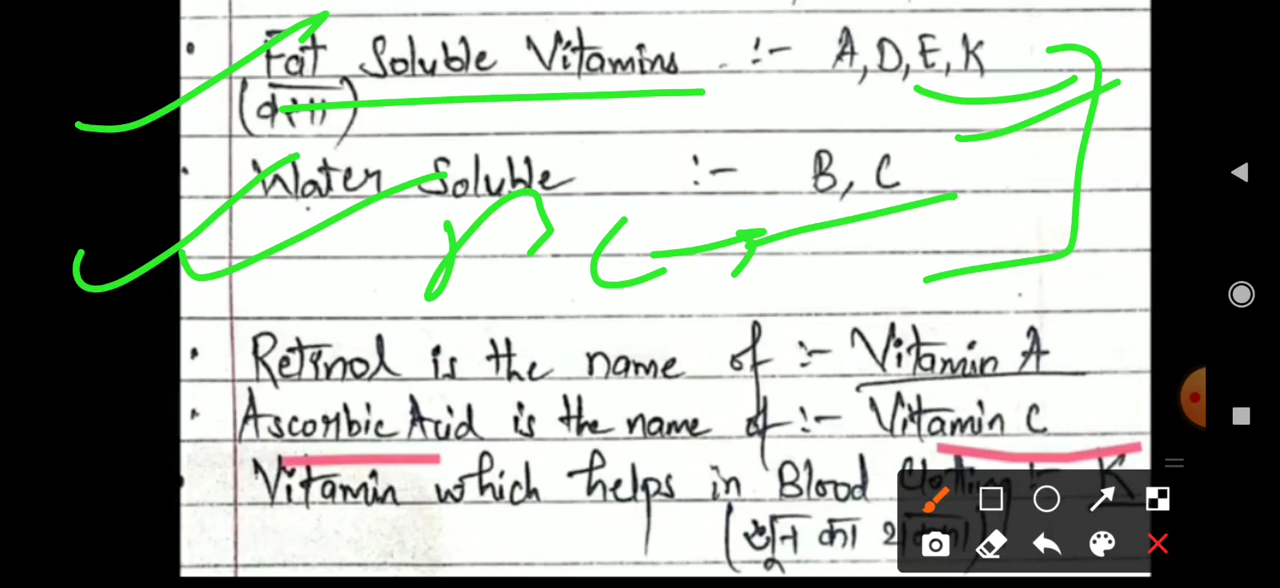 • Fat Soluble Vitamins :- A, D, E, K
(वसा)
• Water Soluble :- B, C
B C
• Retinol is the name of :- Vitamin A
• Ascorbic Acid is the name of :- Vitamin C
• Vitamin which helps in Blood Clotting :- K
(खून का